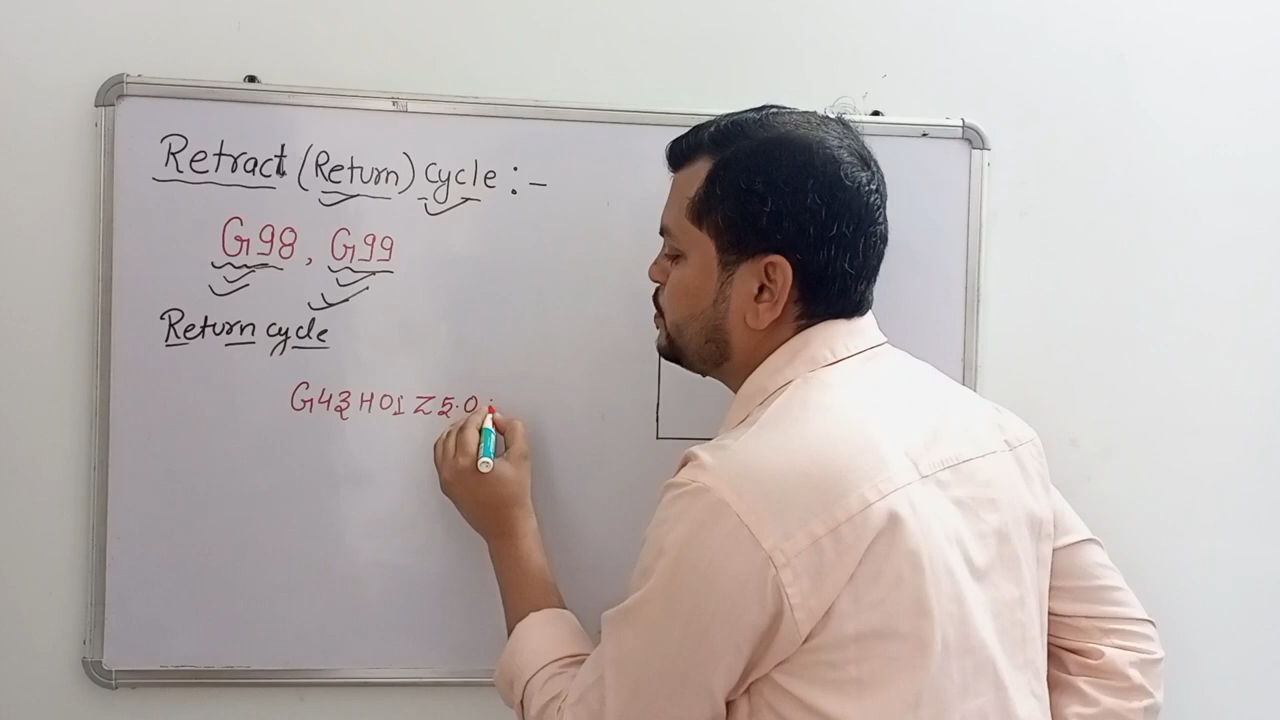 Retract (Return) cycle :-
G98, G99
Return cycle
G43 H01 Z5.0 ;